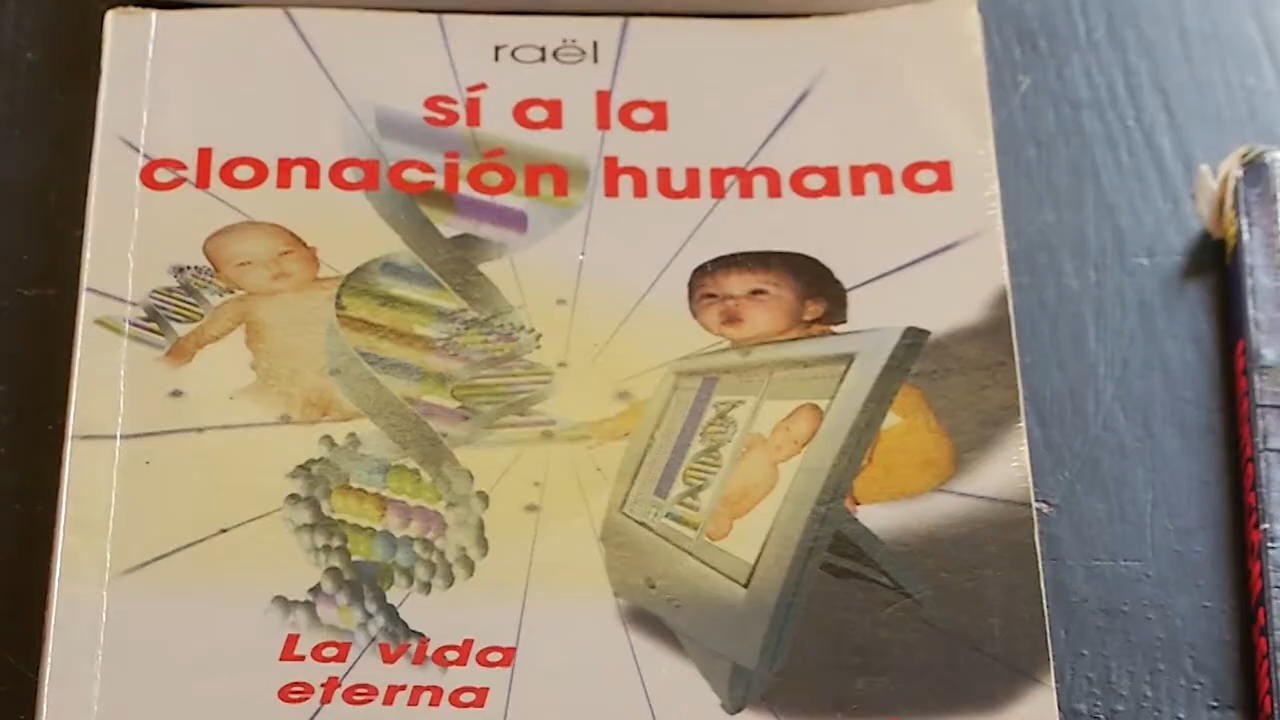 raël
sí a la
clonación humana
La vida
eterna